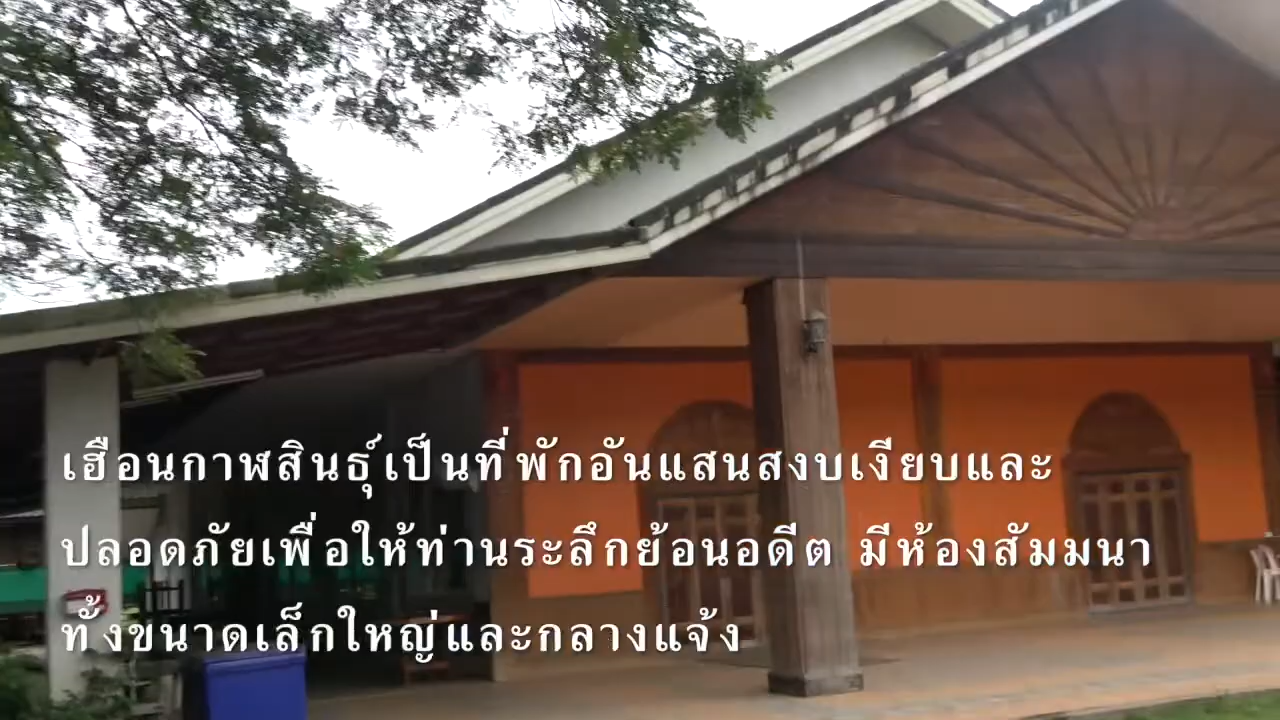 เฮือนกาฬสินธุ์เป็นที่พักอันแสนสงบเงียบและ
ปลอดภัยเพื่อให้ท่านระลึกย้อนอดีต มีห้องสัมมนา
ทั้งขนาดเล็กใหญ่และกลางแจ้ง